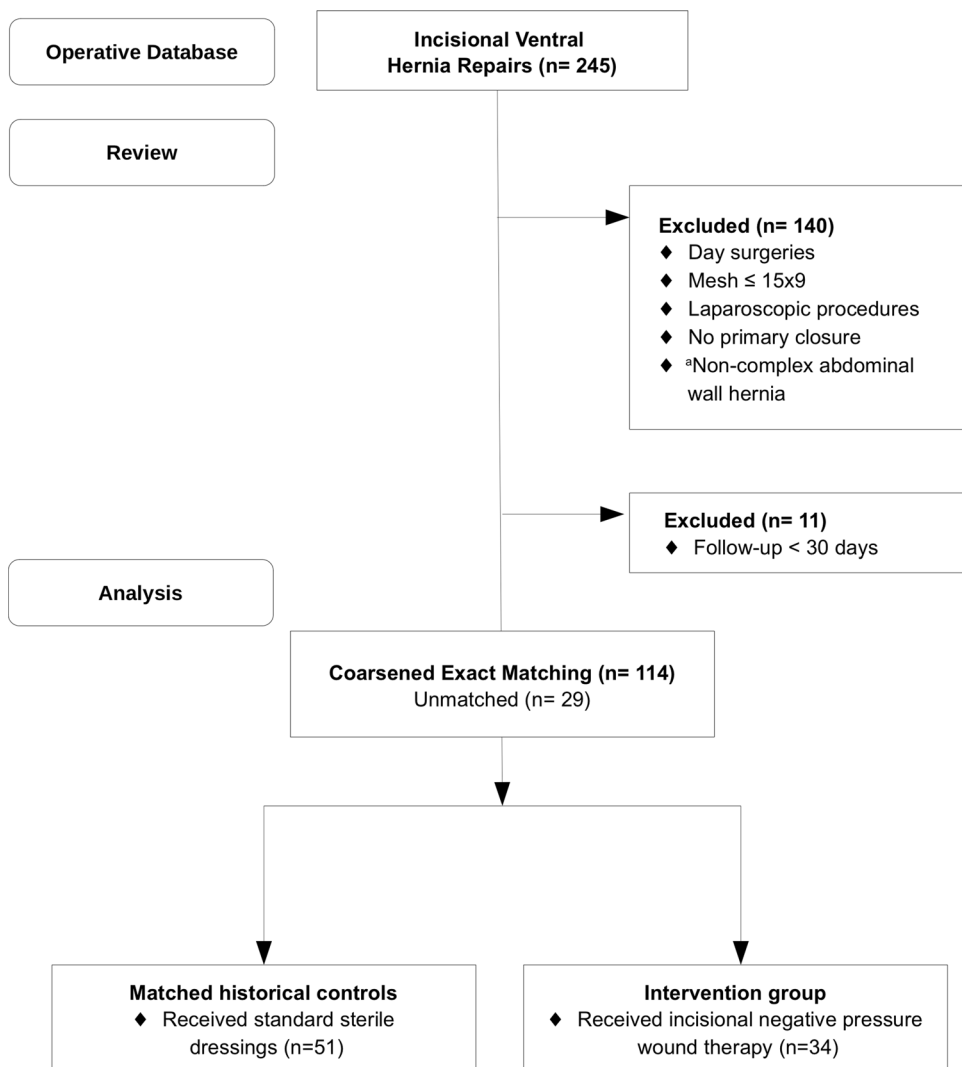 Operative Database
Incisional Ventral
Hernia Repairs (n= 245)
Review
Excluded (n= 140)
♦ Day surgeries
♦ Mesh ≤ 15x9
♦ Laparoscopic procedures
♦ No primary closure
♦ ᵃNon-complex abdominal
wall hernia
Excluded (n= 11)
♦ Follow-up < 30 days
Analysis
Coarsened Exact Matching (n= 114)
Unmatched (n= 29)
Matched historical controls
♦ Received standard sterile
dressings (n=51)
Intervention group
♦ Received incisional negative pressure
wound therapy (n=34)